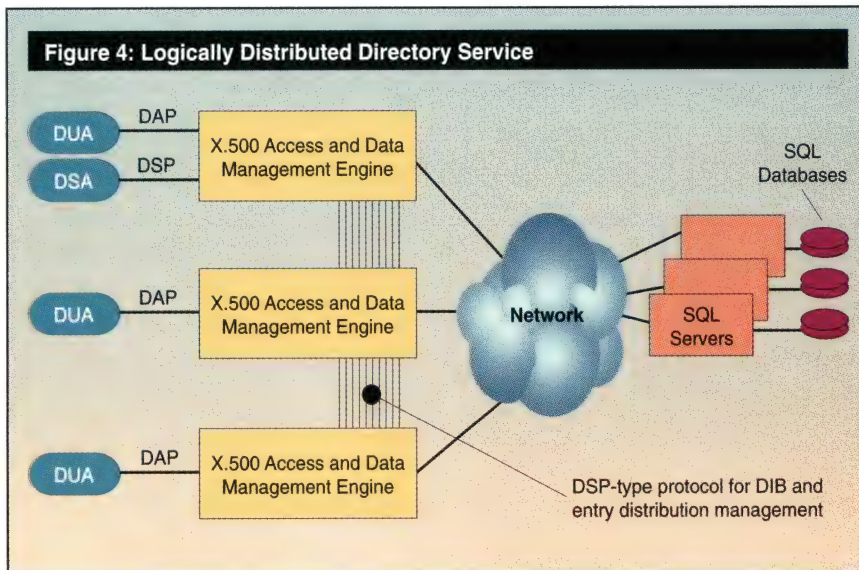 Figure 4: Logically Distributed Directory Service
DUA
DAP
DSA
DSP
X.500 Access and Data
Management Engine
SQL
Databases
DUA
DAP
X.500 Access and Data
Management Engine
Network
SQL
Servers
DUA
DAP
X.500 Access and Data
Management Engine
DSP-type protocol for DIB and
entry distribution management